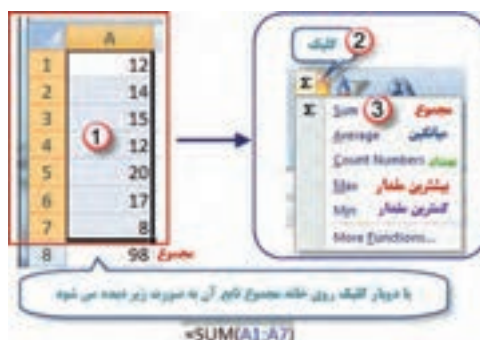 A
1 12
2 14
3 15
4 12
5 20
6 17
7 8
8 98 مجموع
1
کلیک 2
Σ
Σ Sum 3 مجموع
Average میانگین
Count Numbers تعداد
Max بیشترین مقدار
Min کمترین مقدار
More Functions...
با دوبار کلیک روی خانه مجموع تابع آن به صورت زیر دیده می شود
=SUM(A1:A7)